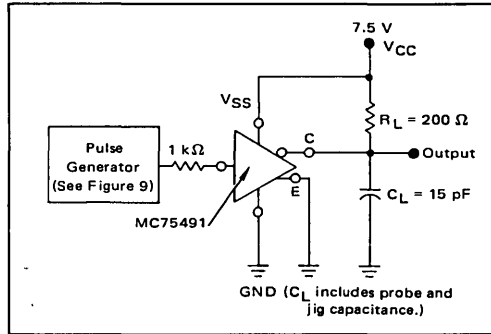 7.5 V
VCC
VSS
RL = 200 Ω
1 kΩ
C
Output
Pulse
Generator
(See Figure 9)
E
CL = 15 pF
MC75491
GND (CL includes probe and
jig capacitance.)